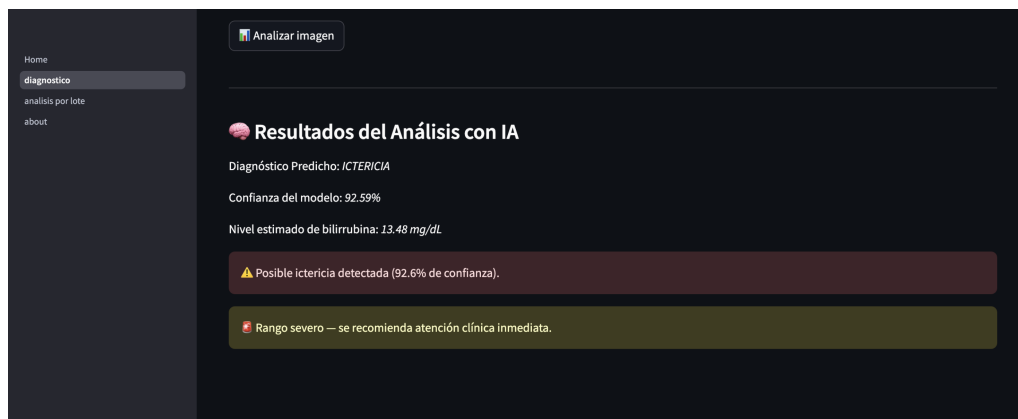 Home
diagnostico
analisis por lote
about
📊 Analizar imagen
🧠 Resultados del Análisis con IA
Diagnóstico Predicho: ICTERICIA
Confianza del modelo: 92.59%
Nivel estimado de bilirrubina: 13.48 mg/dL
⚠️ Posible ictericia detectada (92.6% de confianza).
🚨 Rango severo — se recomienda atención clínica inmediata.